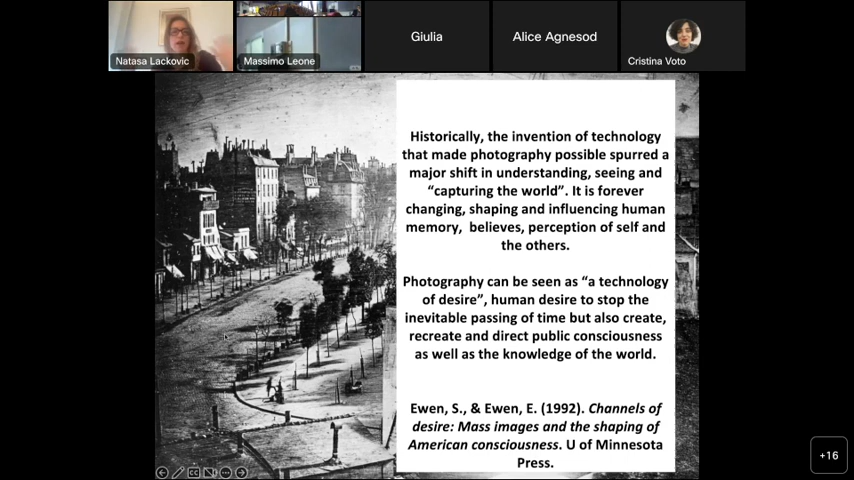 Natasa Lackovic
Massimo Leone
Giulia
Alice Agnesod
Cristina Voto
Historically, the invention of technology
that made photography possible spurred a
major shift in understanding, seeing and
“capturing the world”. It is forever
changing, shaping and influencing human
memory,  believes, perception of self and
the others.
Photography can be seen as “a technology
of desire”, human desire to stop the
inevitable passing of time but also create,
recreate and direct public consciousness
as well as the knowledge of the world.
Ewen, S., & Ewen, E. (1992). Channels of
desire: Mass images and the shaping of
American consciousness. U of Minnesota
Press.
+16